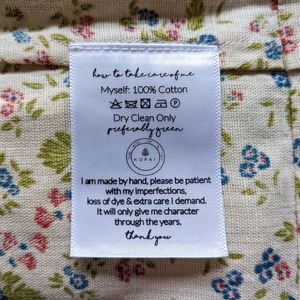 how to take care of me
Myself: 100% Cotton
Dry Clean Only
preferably green
KOPAI
I am made by hand, please be patient
with my imperfections,
loss of dye & extra care I demand.
It will only give me character
through the years.
thank you